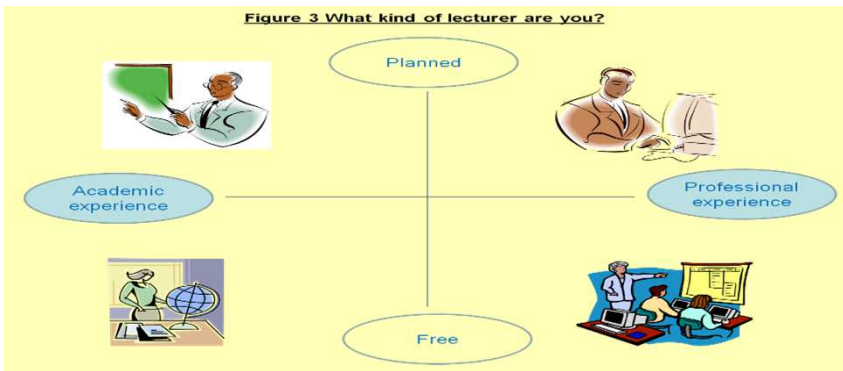 Figure 3 What kind of lecturer are you?
Planned
Academic
experience
Professional
experience
Free